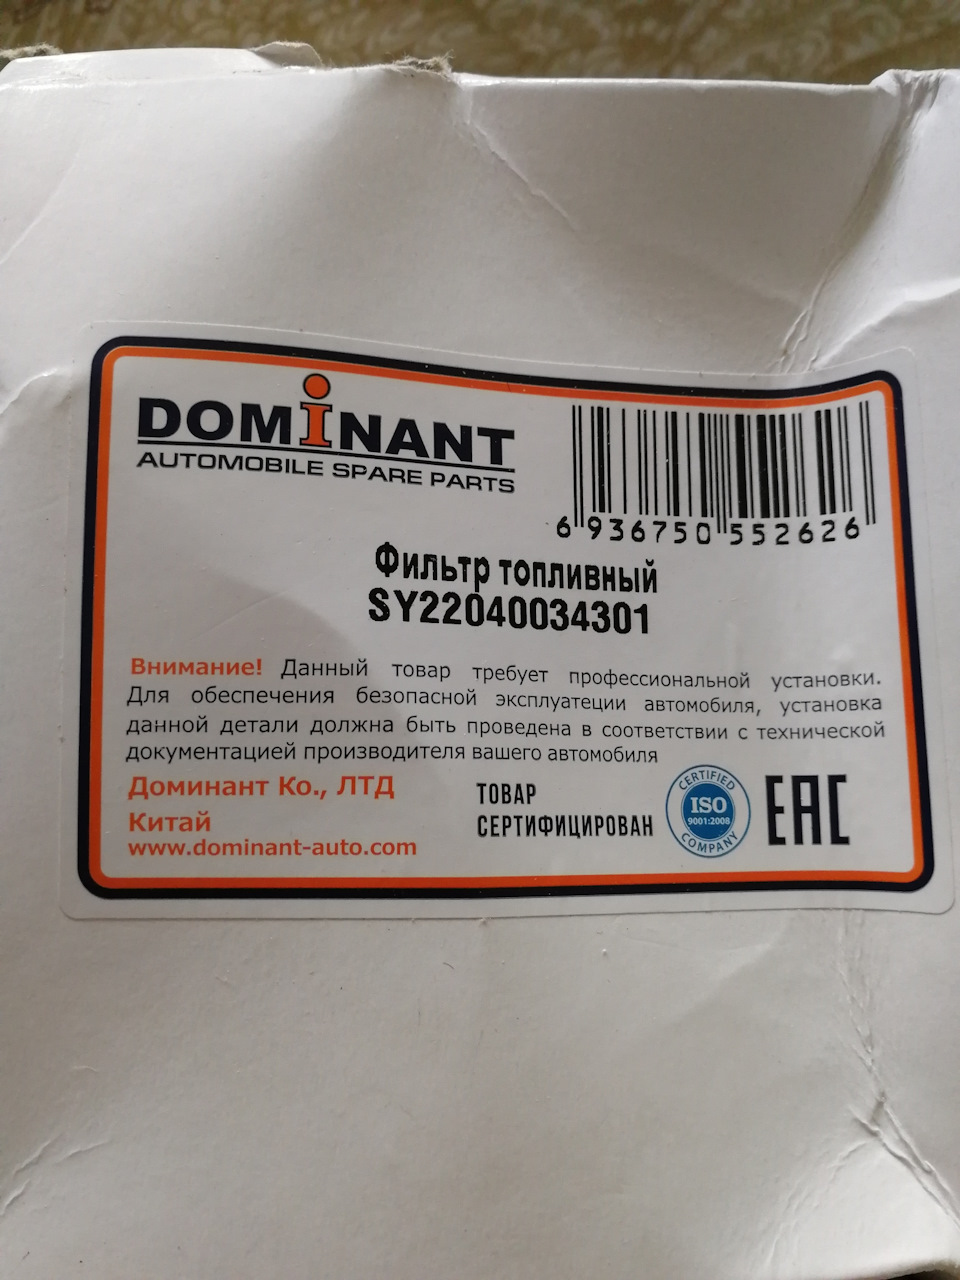 DOMiNANT
AUTOMOBILE SPARE PARTS
6 936750 552626
Фильтр топливный
SY22040034301
Внимание! Данный товар требует профессиональной установки.
Для обеспечения безопасной эксплуатеции автомобиля, установка
данной детали должна быть проведена в соответствии с технической
документацией производителя вашего автомобиля
Доминант Ко., ЛТД
Китай
www.dominant-auto.com
ТОВАР
СЕРТИФИЦИРОВАН
CERTIFIED
ISO
9001:2008
COMPANY
EAC